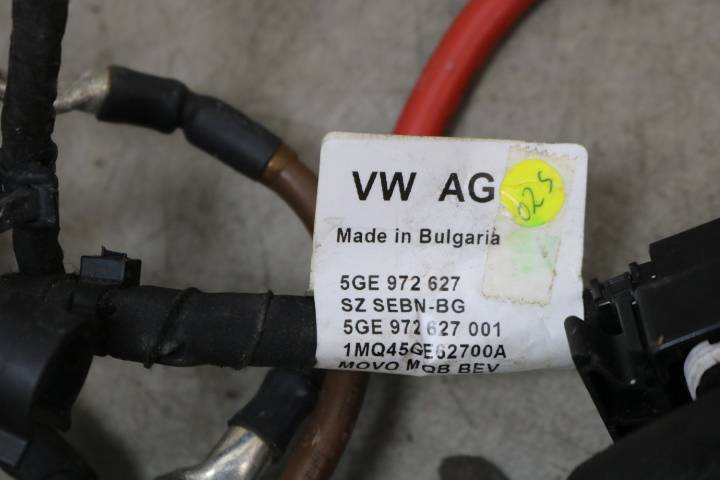 VW AG
025
Made in Bulgaria
5GE 972 627
SZ SEBN-BG
5GE 972 627 001
1MQ45GE62700A
MOVO MQB BEV